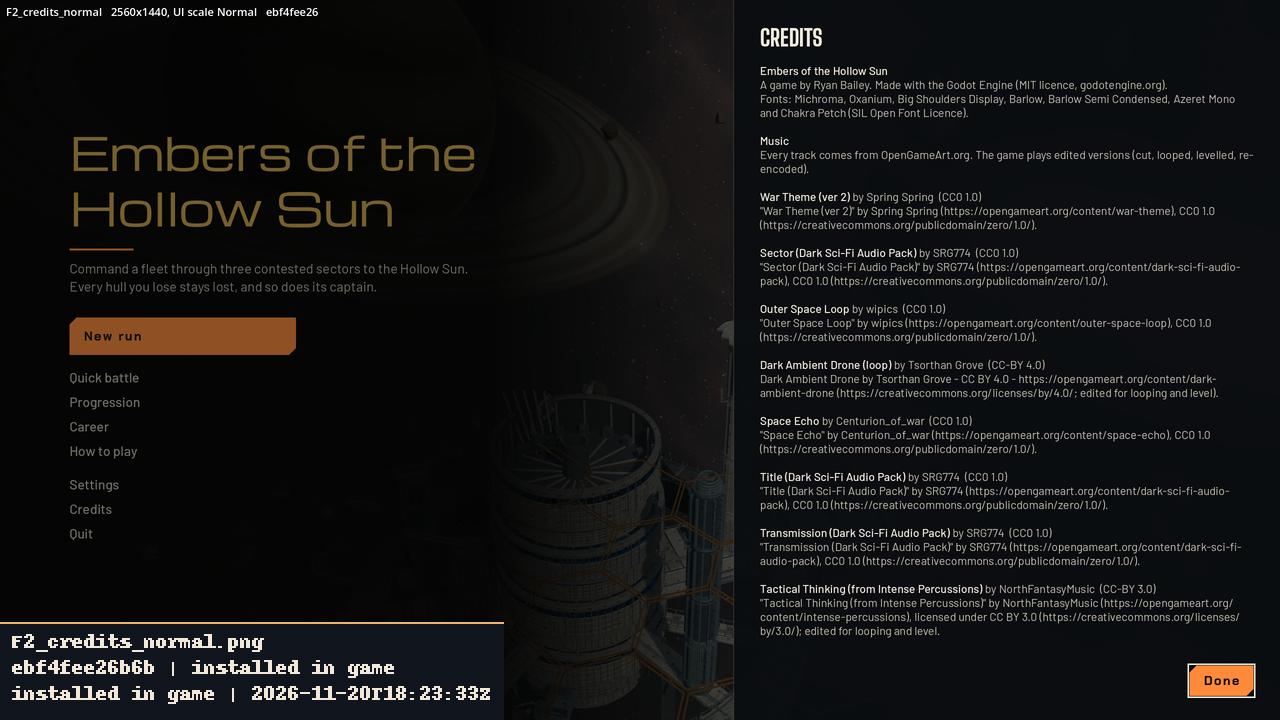 F2_credits_normal 2560x1440, UI scale Normal ebf4fee26
Embers of the
Hollow Sun
Command a fleet through three contested sectors to the Hollow Sun.
Every hull you lose stays lost, and so does its captain.
New run
Quick battle
Progression
Career
How to play
Settings
Credits
Quit
F2_credits_normal.png
ebf4fee26b6b | installed in game
installed in game | 2026-11-20T18:23:33Z
CREDITS
Embers of the Hollow Sun
A game by Ryan Bailey. Made with the Godot Engine (MIT licence, godotengine.org).
Fonts: Michroma, Oxanium, Big Shoulders Display, Barlow, Barlow Semi Condensed, Azeret Mono
and Chakra Petch (SIL Open Font Licence).
Music
Every track comes from OpenGameArt.org. The game plays edited versions (cut, looped, levelled, re-
encoded).
War Theme (ver 2) by Spring Spring (CC0 1.0)
"War Theme (ver 2)" by Spring Spring (https://opengameart.org/content/war-theme), CC0 1.0
(https://creativecommons.org/publicdomain/zero/1.0/).
Sector (Dark Sci-Fi Audio Pack) by SRG774 (CC0 1.0)
"Sector (Dark Sci-Fi Audio Pack)" by SRG774 (https://opengameart.org/content/dark-sci-fi-audio-
pack), CC0 1.0 (https://creativecommons.org/publicdomain/zero/1.0/).
Outer Space Loop by wipics (CC0 1.0)
"Outer Space Loop" by wipics (https://opengameart.org/content/outer-space-loop), CC0 1.0
(https://creativecommons.org/publicdomain/zero/1.0/).
Dark Ambient Drone (loop) by Tsorthan Grove (CC-BY 4.0)
Dark Ambient Drone by Tsorthan Grove - CC BY 4.0 - https://opengameart.org/content/dark-
ambient-drone (https://creativecommons.org/licenses/by/4.0/; edited for looping and level).
Space Echo by Centurion_of_war (CC0 1.0)
"Space Echo" by Centurion_of_war (https://opengameart.org/content/space-echo), CC0 1.0
(https://creativecommons.org/publicdomain/zero/1.0/).
Title (Dark Sci-Fi Audio Pack) by SRG774 (CC0 1.0)
"Title (Dark Sci-Fi Audio Pack)" by SRG774 (https://opengameart.org/content/dark-sci-fi-audio-
pack), CC0 1.0 (https://creativecommons.org/publicdomain/zero/1.0/).
Transmission (Dark Sci-Fi Audio Pack) by SRG774 (CC0 1.0)
"Transmission (Dark Sci-Fi Audio Pack)" by SRG774 (https://opengameart.org/content/dark-sci-fi-
audio-pack), CC0 1.0 (https://creativecommons.org/publicdomain/zero/1.0/).
Tactical Thinking (from Intense Percussions) by NorthFantasyMusic (CC-BY 3.0)
"Tactical Thinking (from Intense Percussions)" by NorthFantasyMusic (https://opengameart.org/
content/intense-percussions), licensed under CC BY 3.0 (https://creativecommons.org/licenses/
by/3.0/); edited for looping and level.
Done